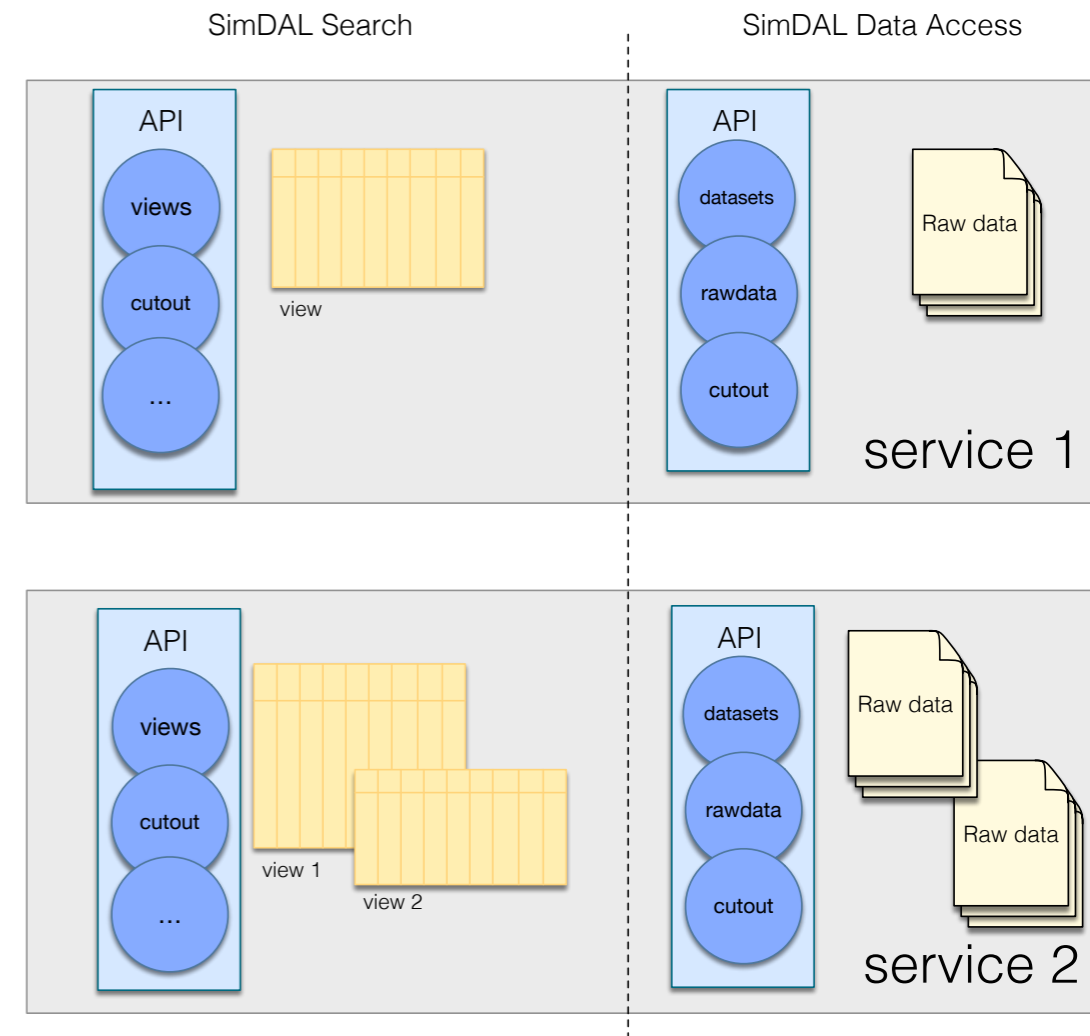 SimDAL Search
SimDAL Data Access
API
views
cutout
...
view
API
datasets
rawdata
cutout
Raw data
service 1
API
views
cutout
...
view 1
view 2
API
datasets
rawdata
cutout
Raw data
Raw data
service 2